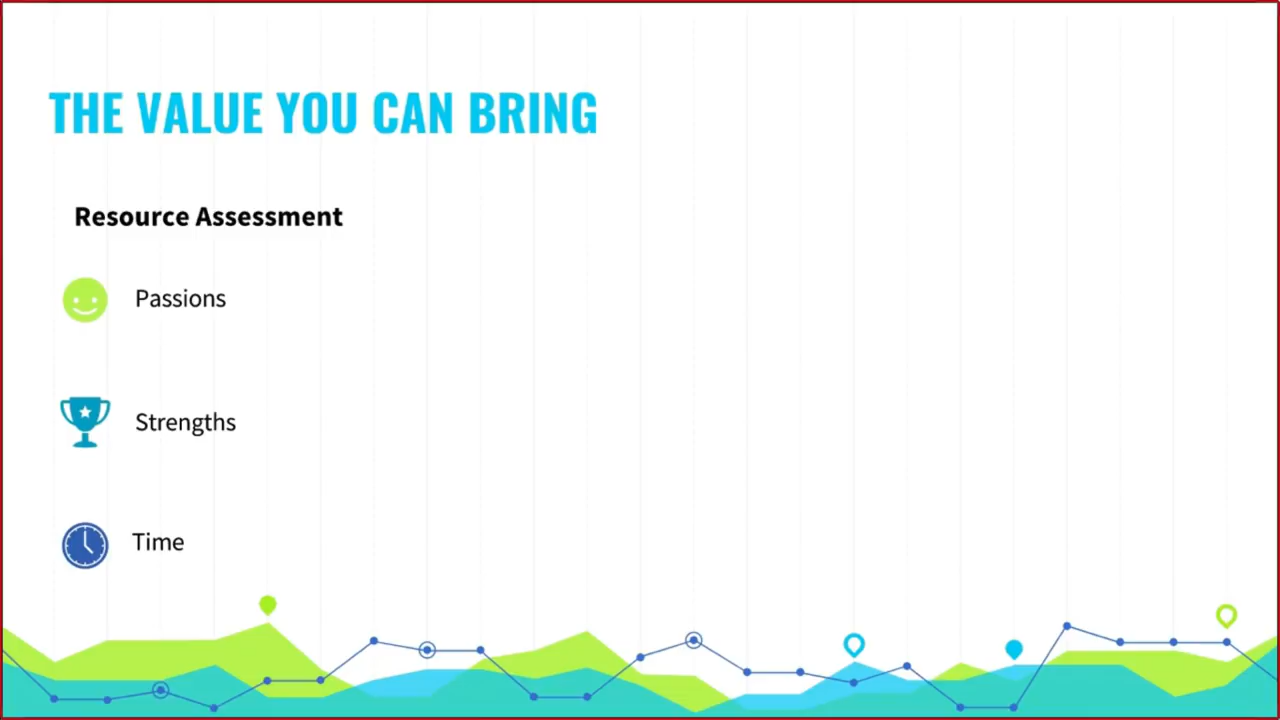 THE VALUE YOU CAN BRING
Resource Assessment
Passions
Strengths
Time